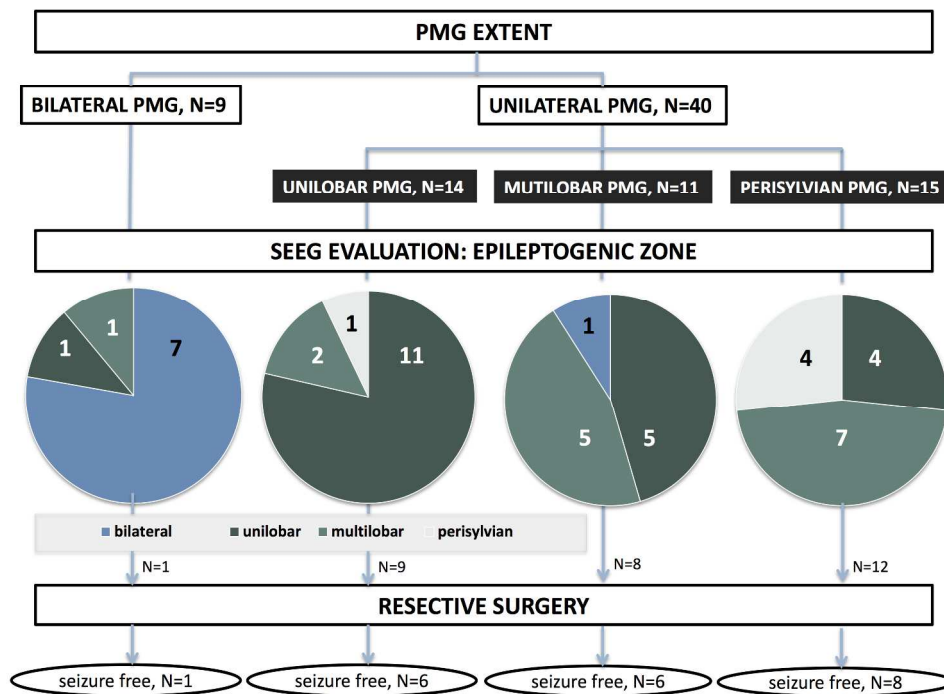 PMG EXTENT
BILATERAL PMG, N=9
UNILATERAL PMG, N=40
UNILOBAR PMG, N=14
MUTILOBAR PMG, N=11
PERISYLVIAN PMG, N=15
SEEG EVALUATION: EPILEPTOGENIC ZONE
1
1
7
2
1
11
1
5
5
4
4
7
bilateral
unilobar
multilobar
perisylvian
N=1
N=9
N=8
N=12
RESECTIVE SURGERY
seizure free, N=1
seizure free, N=6
seizure free, N=6
seizure free, N=8